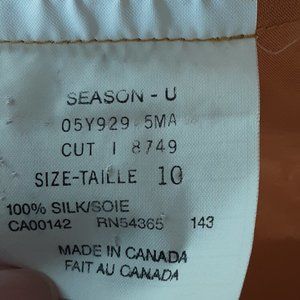 SEASON - U
05Y929 5MA
CUT I 8749
SIZE-TAILLE 10
100% SILK/SOIE
CA00142 RN54365 143
MADE IN CANADA
FAIT AU CANADA